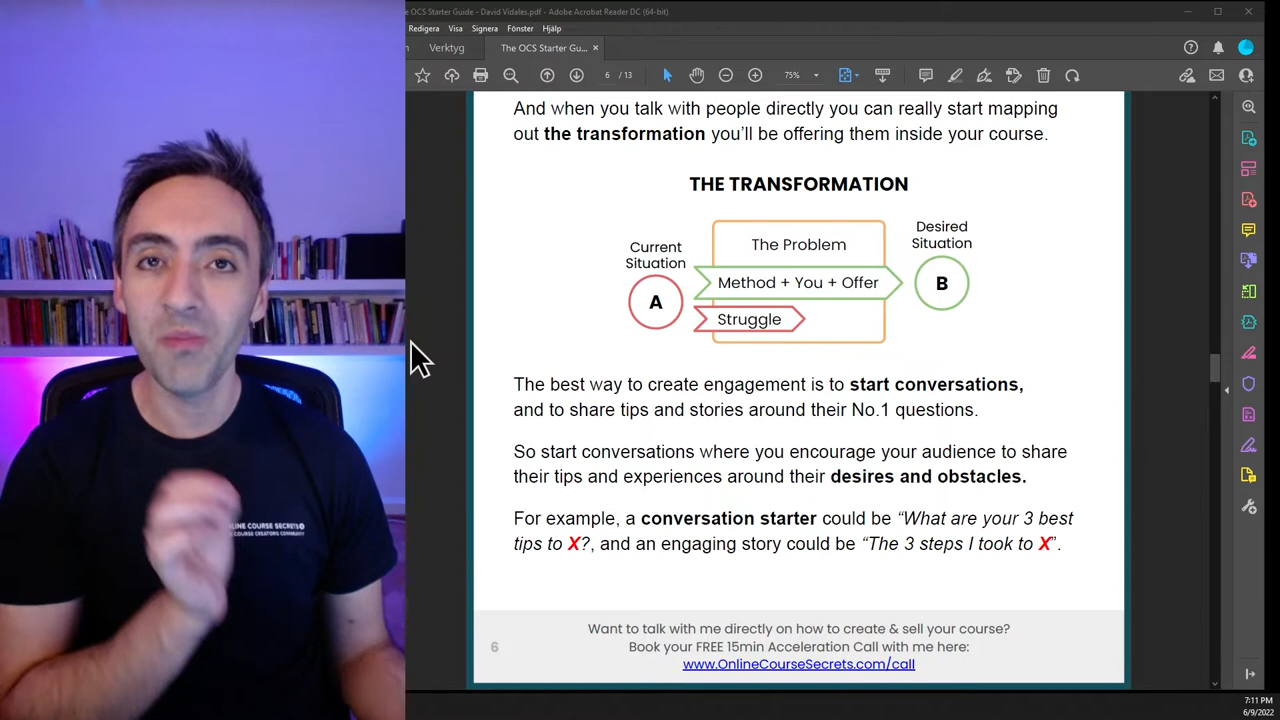 e OCS Starter Guide - David Vidales.pdf - Adobe Acrobat Reader DC (64-bit)
Redigera Visa Signera Fönster Hjälp
Verktyg
The OCS Starter Gu... ×
6 / 13
75%
And when you talk with people directly you can really start mapping
out the transformation you’ll be offering them inside your course.
THE TRANSFORMATION
Current
Situation
A
The Problem
Method + You + Offer
Struggle
Desired
Situation
B
The best way to create engagement is to start conversations,
and to share tips and stories around their No.1 questions.
So start conversations where you encourage your audience to share
their tips and experiences around their desires and obstacles.
For example, a conversation starter could be “What are your 3 best
tips to X?, and an engaging story could be “The 3 steps I took to X”.
Want to talk with me directly on how to create & sell your course?
6
Book your FREE 15min Acceleration Call with me here:
www.OnlineCourseSecrets.com/call
NLINE COURSE SECRETS
COURSE CREATORS COMMUNITY
7:11 PM
6/9/2022